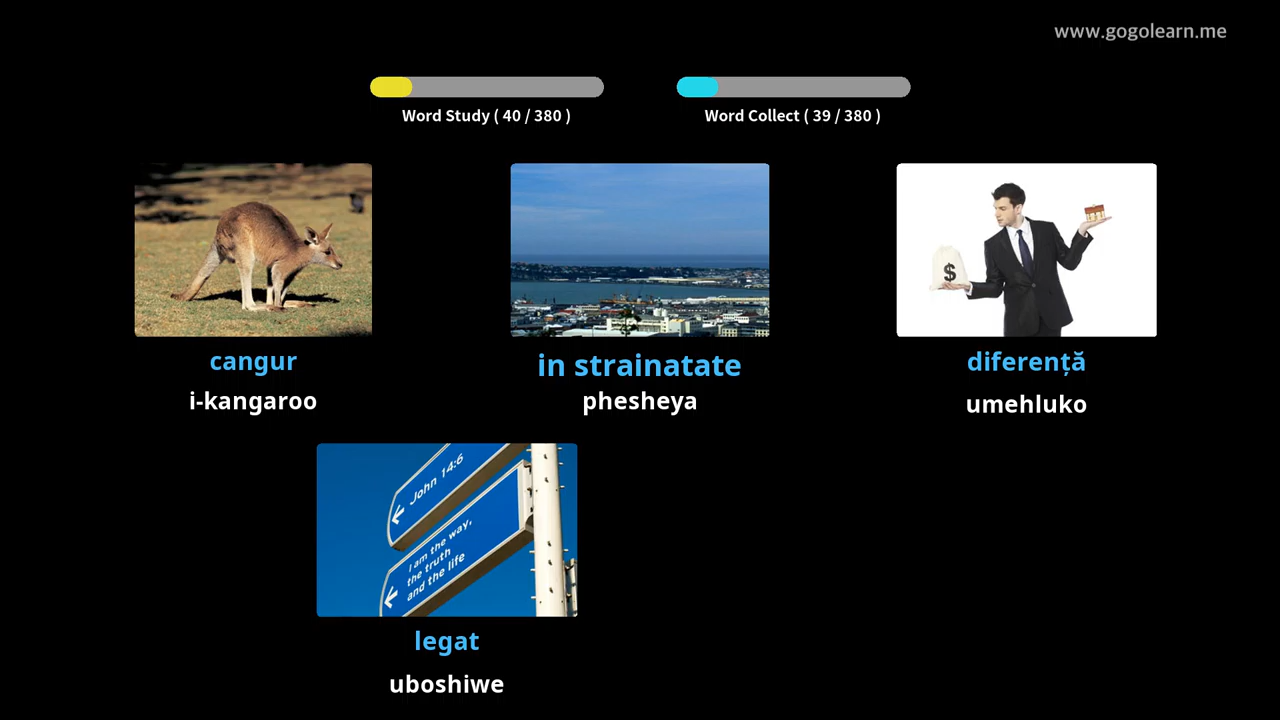 www.gogolearn.me
Word Study ( 40 / 380 )
Word Collect ( 39 / 380 )
$
cangur
i-kangaroo
in strainatate
phesheya
diferență
umehluko
John 14:6
I am the way,
the truth
and the life
legat
uboshiwe